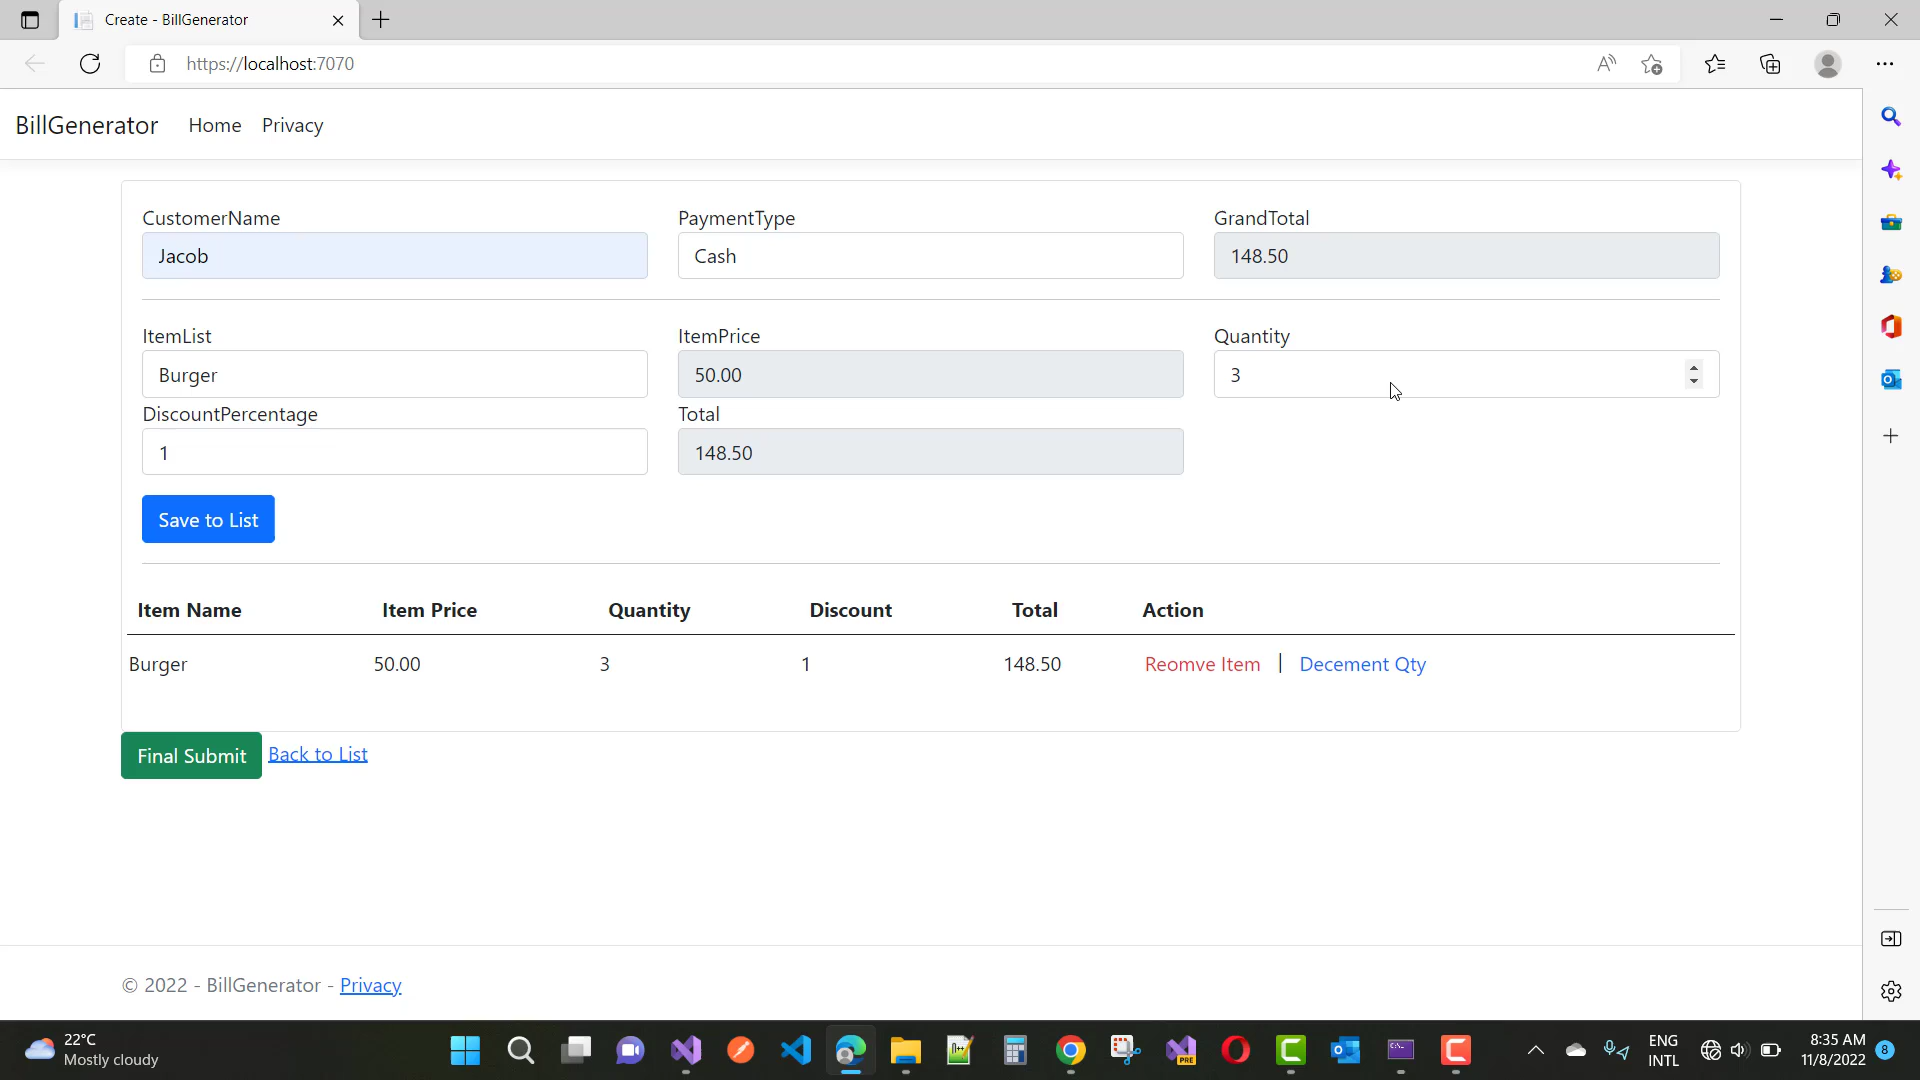 Create - BillGenerator
https://localhost:7070
BillGenerator Home Privacy
CustomerName PaymentType GrandTotal
Jacob Cash 148.50
ItemList ItemPrice Quantity
Burger 50.00 3
DiscountPercentage Total
1 148.50
Save to List
Item Name Item Price Quantity Discount Total Action
Burger 50.00 3 1 148.50 Reomve Item | Decement Qty
Final Submit Back to List
© 2022 - BillGenerator - Privacy
22°C
Mostly cloudy
PRE
ENG
INTL
8:35 AM
11/8/2022
8